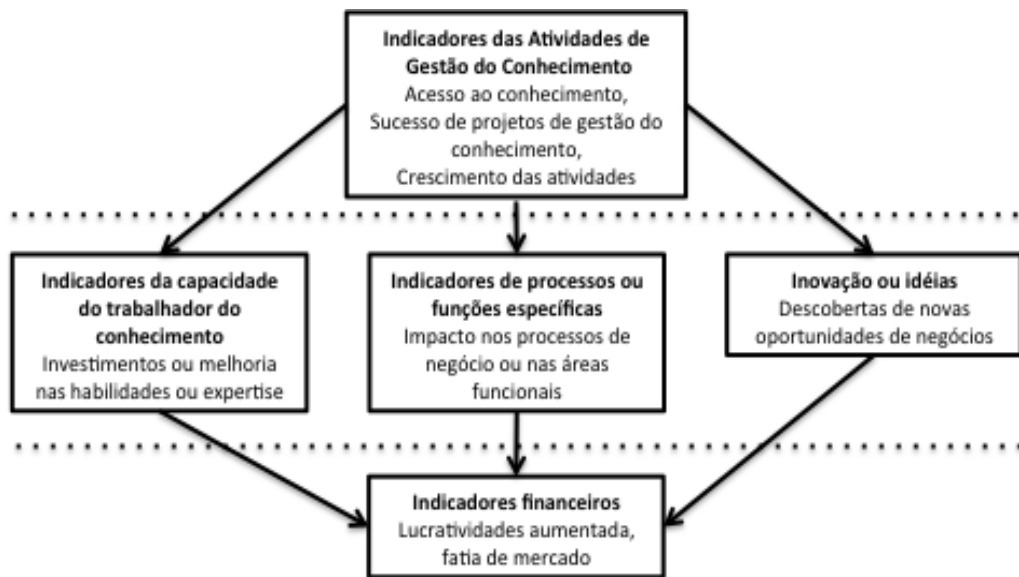 Indicadores das Atividades de
Gestão do Conhecimento
Acesso ao conhecimento,
Sucesso de projetos de gestão do
conhecimento,
Crescimento das atividades
Indicadores da capacidade
do trabalhador do
conhecimento
Investimentos ou melhoria
nas habilidades ou expertise
Indicadores de processos ou
funções específicas
Impacto nos processos de
negócio ou nas áreas
funcionais
Inovação ou idéias
Descobertas de novas
oportunidades de negócios
Indicadores financeiros
Lucratividades aumentada,
fatia de mercado